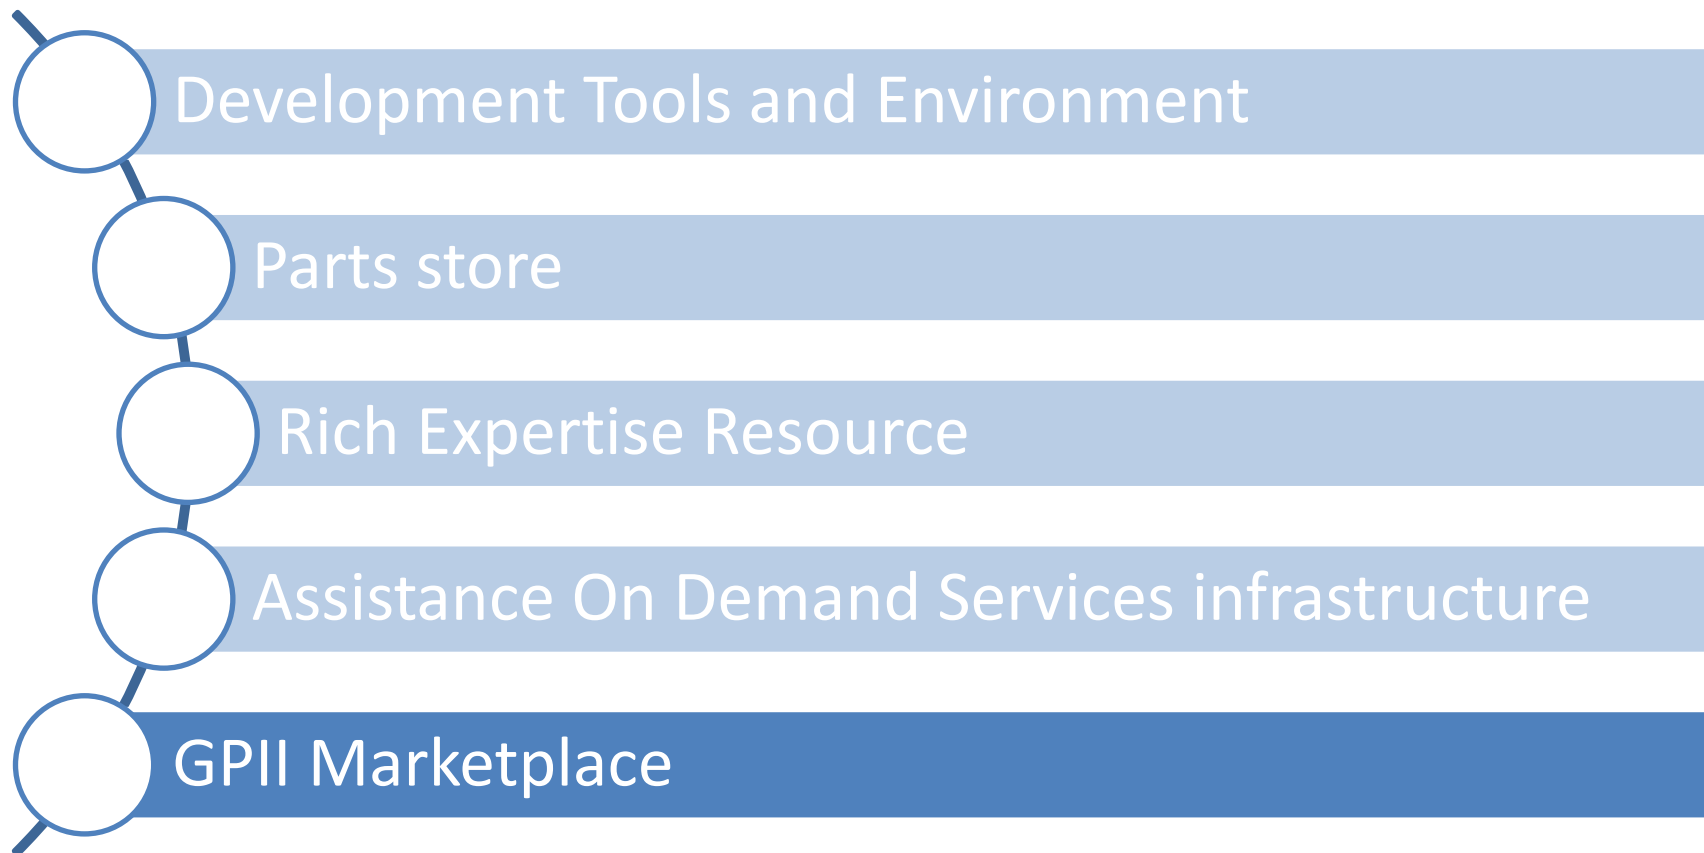 Development Tools and Environment
Parts store
Rich Expertise Resource
Assistance On Demand Services infrastructure
GPII Marketplace